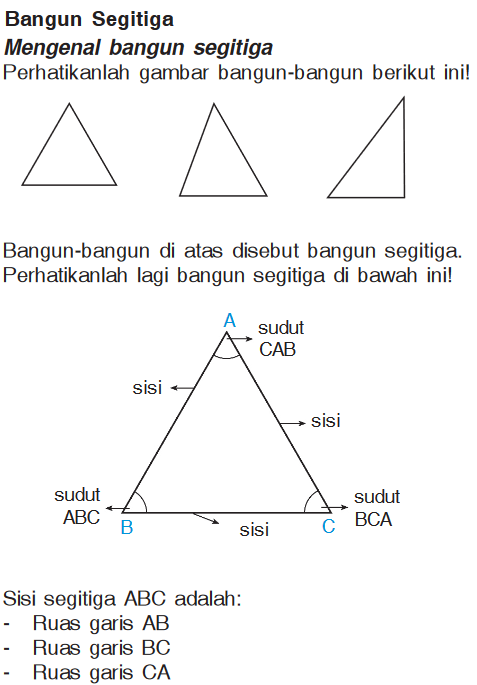 Bangun Segitiga
Mengenal bangun segitiga
Perhatikanlah gambar bangun-bangun berikut ini!
Bangun-bangun di atas disebut bangun segitiga.
Perhatikanlah lagi bangun segitiga di bawah ini!
A
sudut
CAB
sisi
sisi
sudut
ABC
B
sisi
C
sudut
BCA
Sisi segitiga ABC adalah:
- Ruas garis AB
- Ruas garis BC
- Ruas garis CA